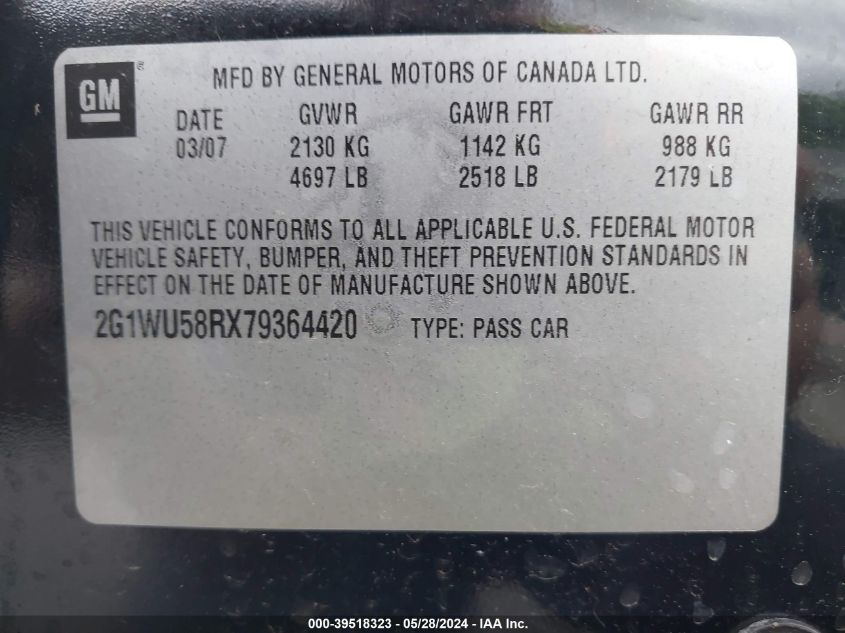 GM®
MFD BY GENERAL MOTORS OF CANADA LTD.
DATE GVWR GAWR FRT GAWR RR
03/07 2130 KG 1142 KG 988 KG
4697 LB 2518 LB 2179 LB
THIS VEHICLE CONFORMS TO ALL APPLICABLE U.S. FEDERAL MOTOR
VEHICLE SAFETY, BUMPER, AND THEFT PREVENTION STANDARDS IN
EFFECT ON THE DATE OF MANUFACTURE SHOWN ABOVE.
2G1WU58RX79364420 TYPE: PASS CAR
000-39518323 - 05/28/2024 - IAA Inc.